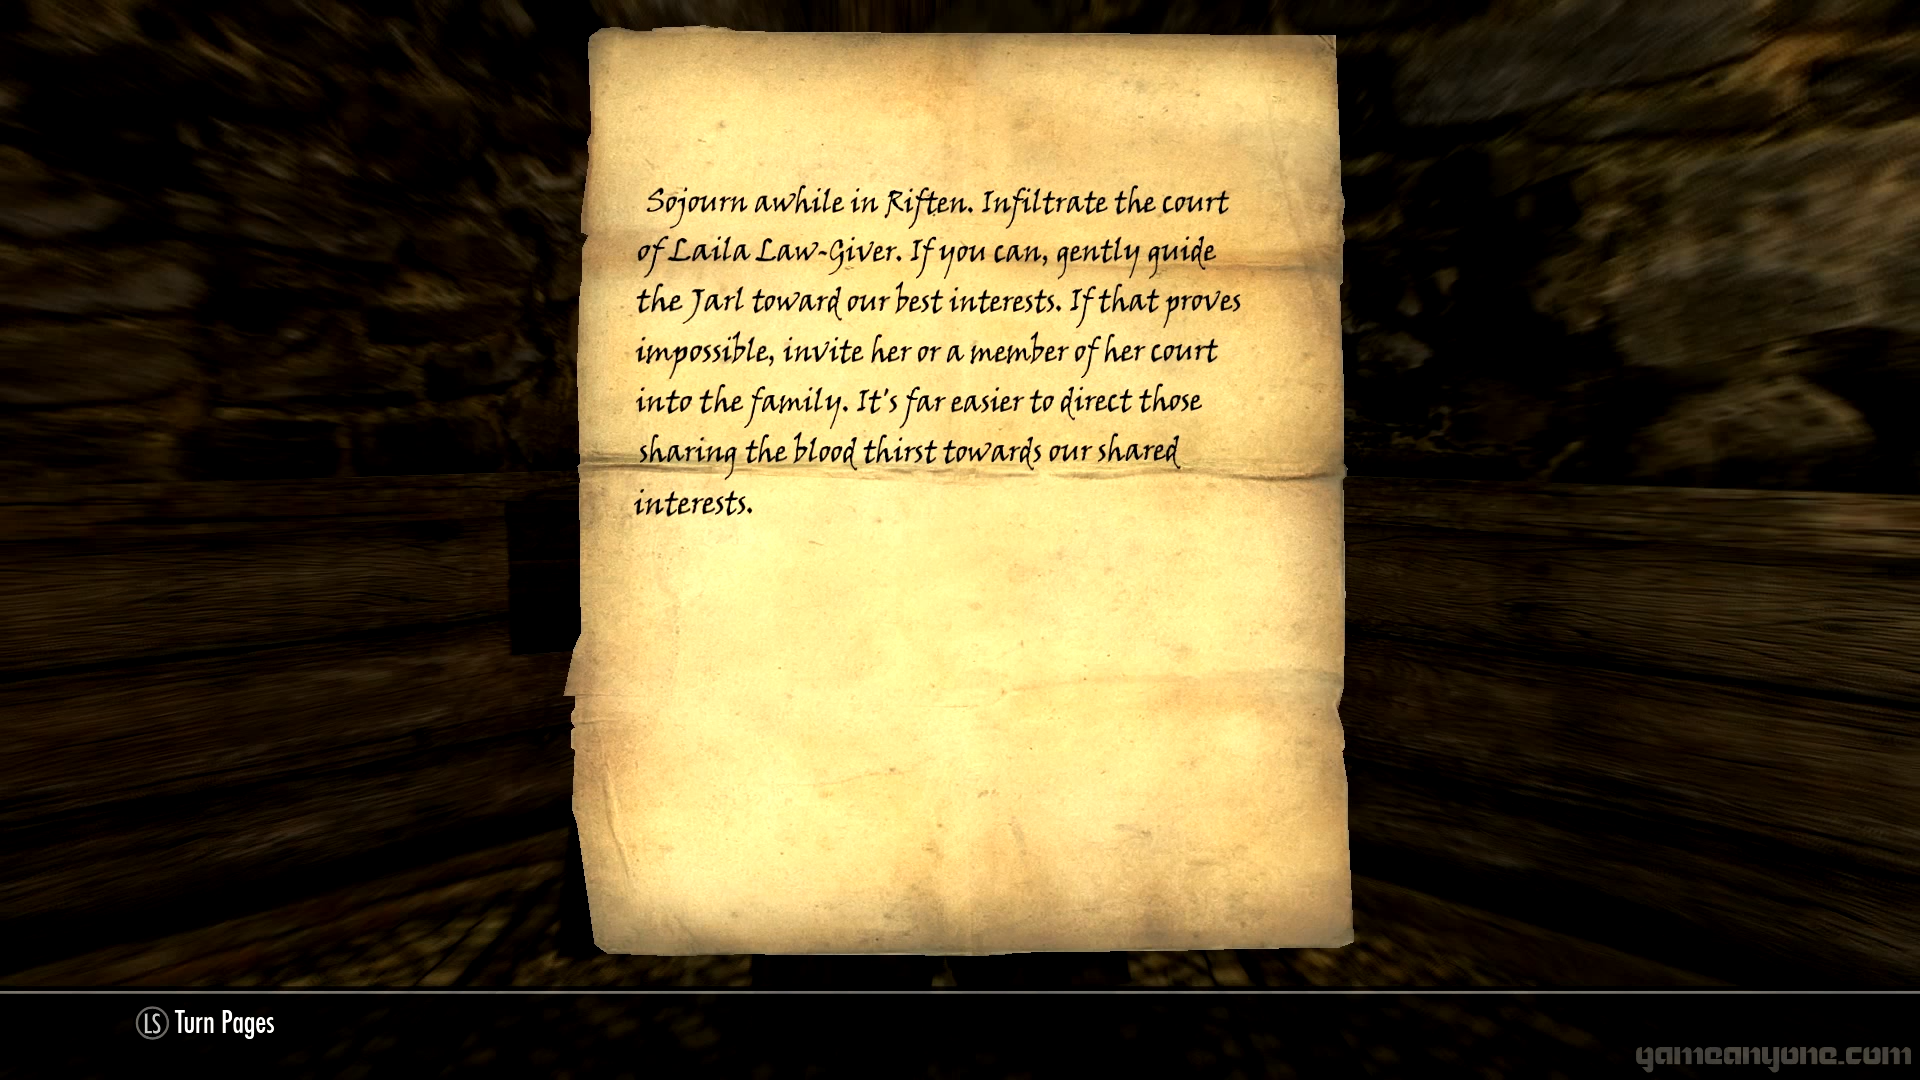 Sojourn awhile in Riften. Infiltrate the court
of Laila Law-Giver. If you can, gently guide
the Jarl toward our best interests. If that proves
impossible, invite her or a member of her court
into the family. It's far easier to direct those
sharing the blood thirst towards our shared
interests.
LS Turn Pages
gameanyone.com